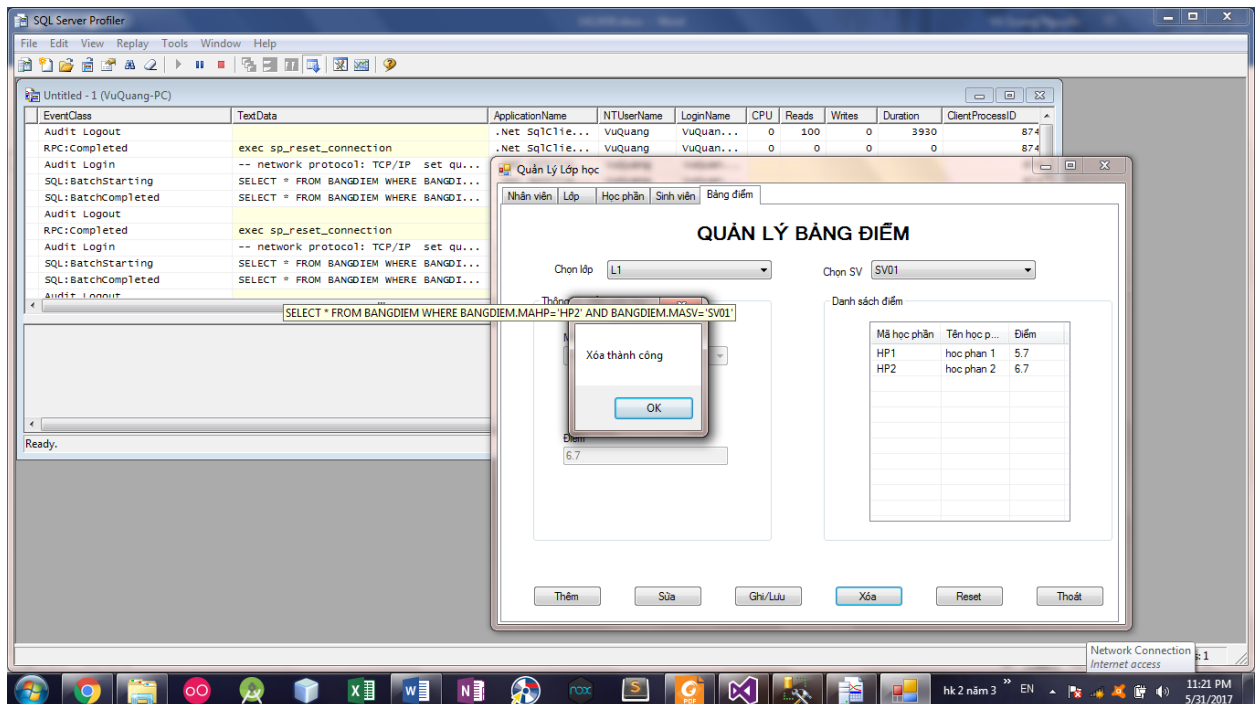 SQL Server Profiler
File Edit View Replay Tools Window Help
Untitled - 1 (VuQuang-PC)
EventClass TextData ApplicationName NTUserName LoginName CPU Reads Writes Duration ClientProcessID
Audit Logout .Net SqlClie... VuQuang VuQuan... 0 100 0 3930 874
RPC:Completed exec sp_reset_connection .Net SqlClie... VuQuang VuQuan... 0 0 0 0 874
Audit Login -- network protocol: TCP/IP set qu...
SQL:BatchStarting SELECT * FROM BANGDIEM WHERE BANGDI...
SQL:BatchCompleted SELECT * FROM BANGDIEM WHERE BANGDI...
Audit Logout
RPC:Completed exec sp_reset_connection
Audit Login -- network protocol: TCP/IP set qu...
SQL:BatchStarting SELECT * FROM BANGDIEM WHERE BANGDI...
SQL:BatchCompleted SELECT * FROM BANGDIEM WHERE BANGDI...
Audit Logout
SELECT * FROM BANGDIEM WHERE BANGDIEM.MAHP='HP2' AND BANGDIEM.MASV='SV01'
Ready.
Quản Lý Lớp học
Nhân viên Lớp Học phần Sinh viên Bảng điểm
QUẢN LÝ BẢNG ĐIỂM
Chọn lớp L1 Chọn SV SV01
Danh sách điểm
Mã học phần Tên học p... Điểm
HP1 hoc phan 1 5.7
HP2 hoc phan 2 6.7
Xóa thành công
OK
Điểm
6.7
Thêm Sửa Ghi/Lưu Xóa Reset Thoát
Network Connection
Internet access
hk 2 năm 3 EN 11:21 PM
5/31/2017